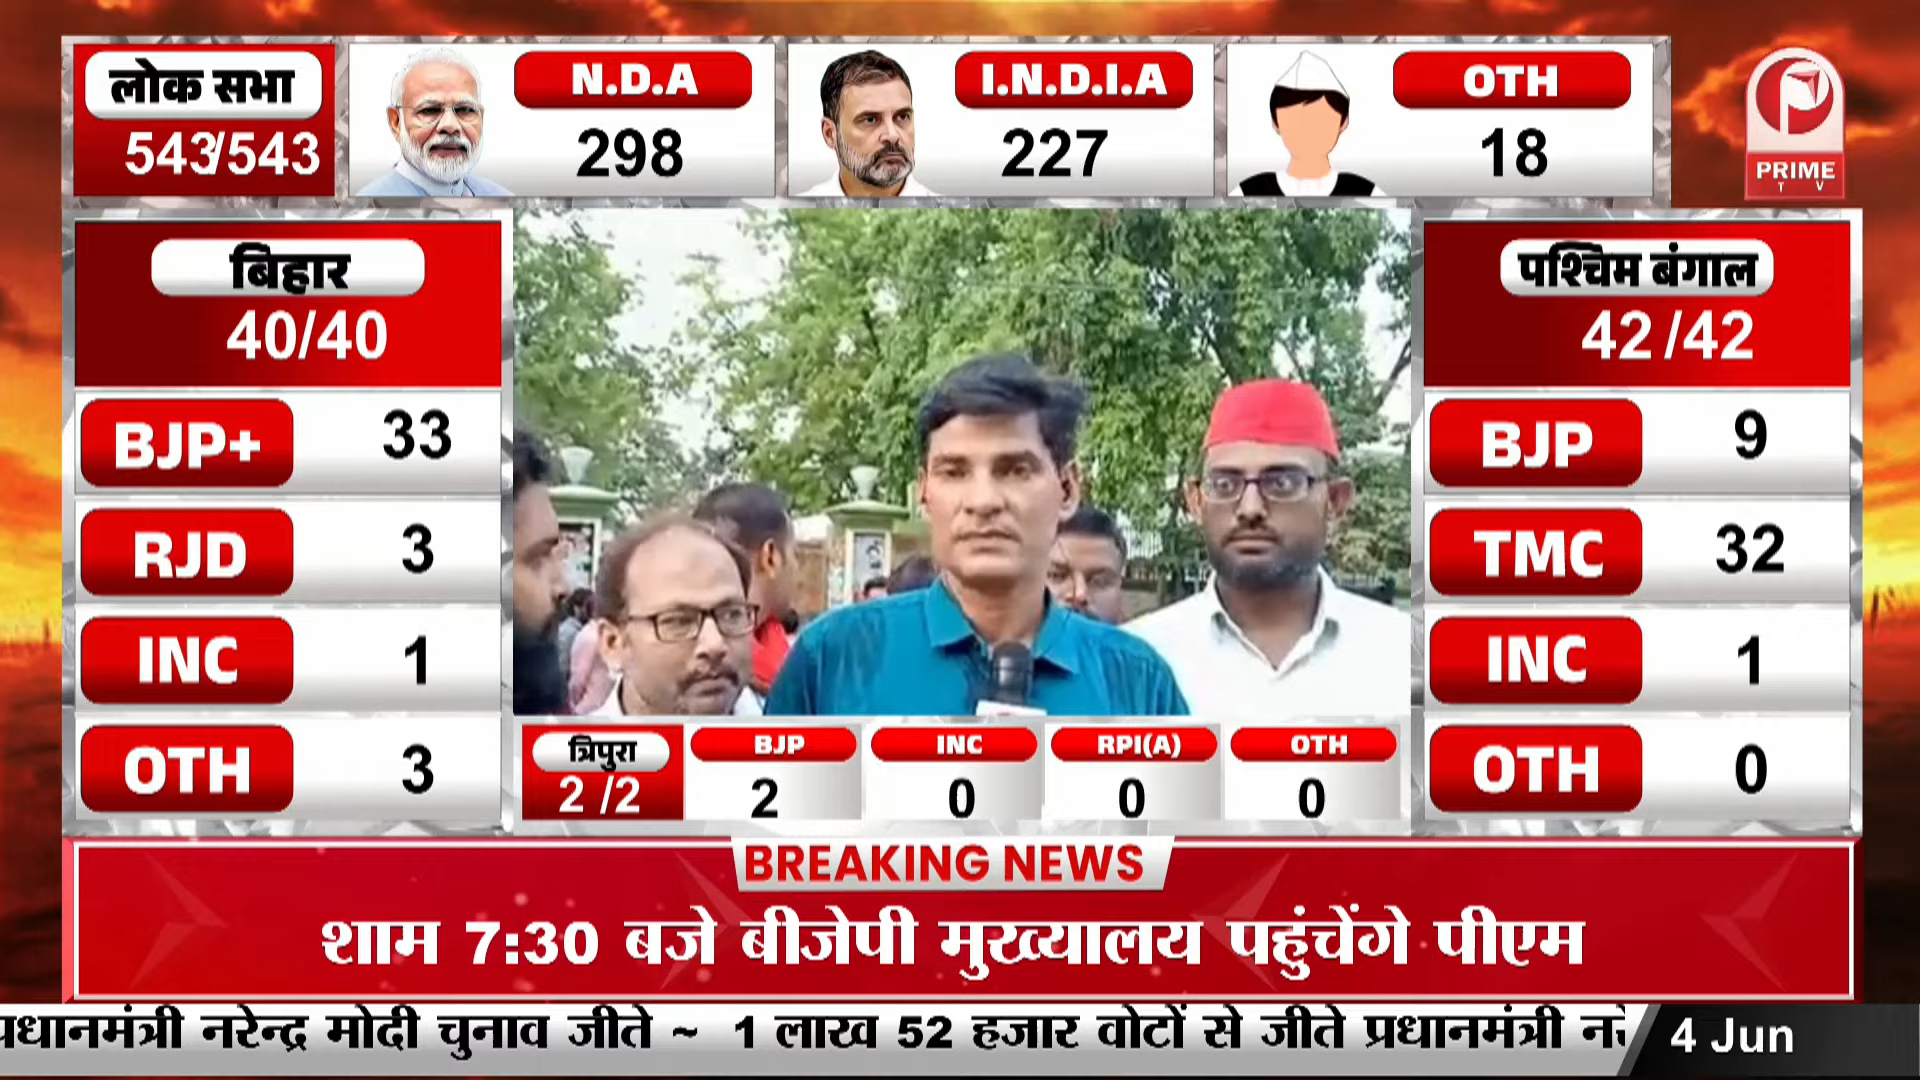 लोक सभा
543/543
N.D.A
298
I.N.D.I.A
227
OTH
18
PRIME
TV
बिहार
40/40
BJP+ 33
RJD 3
INC 1
OTH 3
पश्चिम बंगाल
42/42
BJP 9
TMC 32
INC 1
OTH 0
त्रिपुरा
2/2
BJP
2
INC
0
RPI(A)
0
OTH
0
BREAKING NEWS
शाम 7:30 बजे बीजेपी मुख्यालय पहुंचेंगे पीएम
प्रधानमंत्री नरेन्द्र मोदी चुनाव जीते ~ 1 लाख 52 हजार वोटों से जीते प्रधानमंत्री
4 Jun